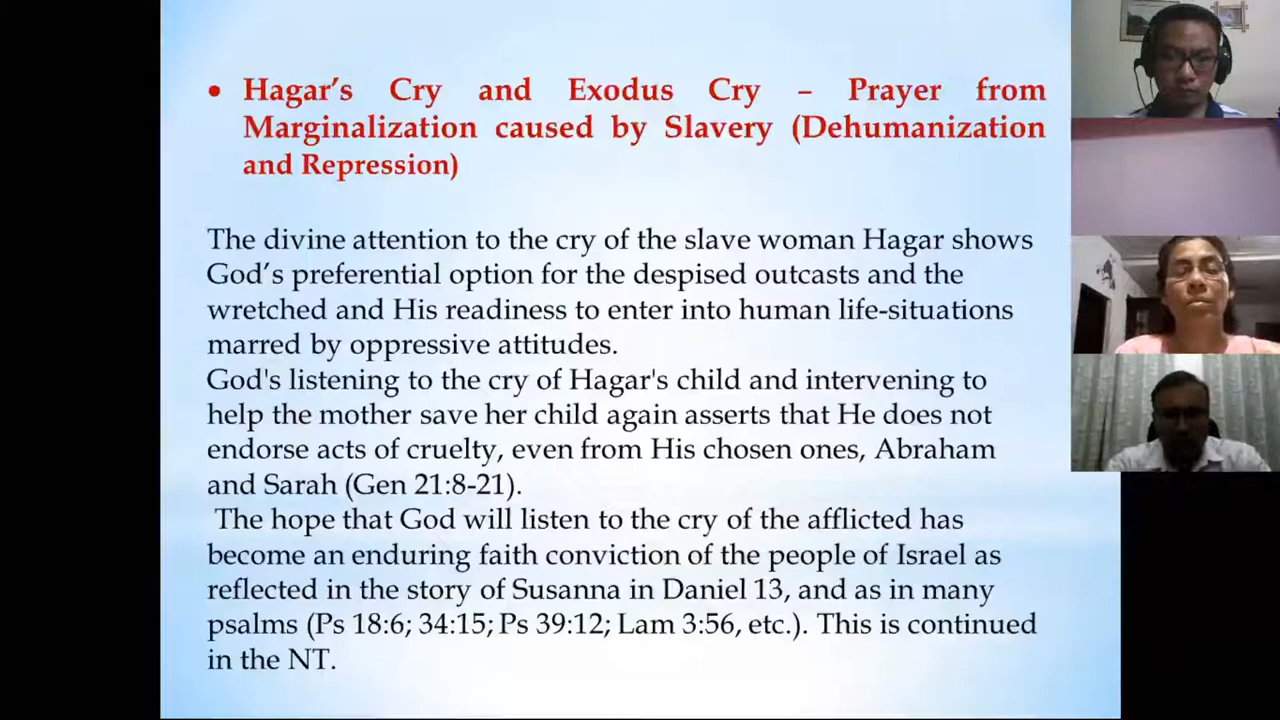 • Hagar’s Cry and Exodus Cry – Prayer from
Marginalization caused by Slavery (Dehumanization
and Repression)
The divine attention to the cry of the slave woman Hagar shows
God’s preferential option for the despised outcasts and the
wretched and His readiness to enter into human life-situations
marred by oppressive attitudes.
God's listening to the cry of Hagar's child and intervening to
help the mother save her child again asserts that He does not
endorse acts of cruelty, even from His chosen ones, Abraham
and Sarah (Gen 21:8-21).
The hope that God will listen to the cry of the afflicted has
become an enduring faith conviction of the people of Israel as
reflected in the story of Susanna in Daniel 13, and as in many
psalms (Ps 18:6; 34:15; Ps 39:12; Lam 3:56, etc.). This is continued
in the NT.